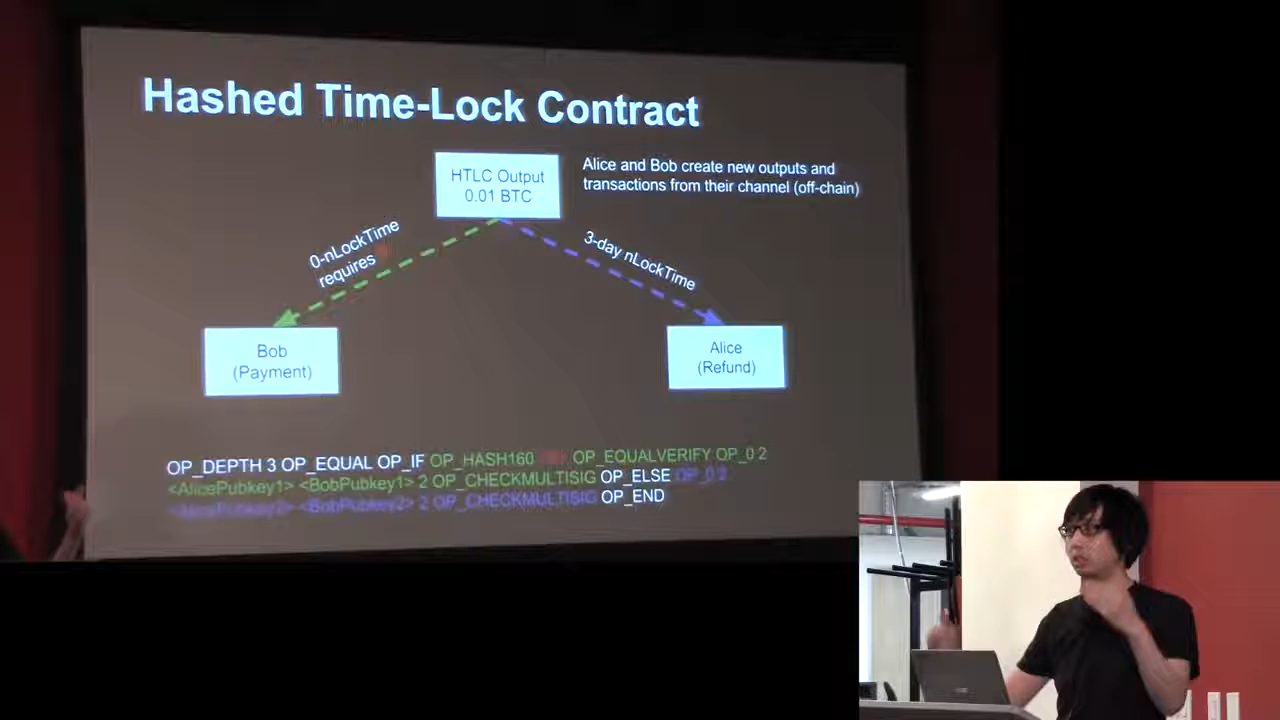 Hashed Time-Lock Contract
HTLC Output
0.01 BTC
Alice and Bob create new outputs and
transactions from their channel (off-chain)
0-nLockTime
requires
3-day nLockTime
Bob
(Payment)
Alice
(Refund)
OP_DEPTH 3 OP_EQUAL OP_IF OP_HASH160 OP_EQUALVERIFY OP_0 2
<AlicePubkey1> <BobPubkey1> 2 OP_CHECKMULTISIG OP_ELSE OP_0 2
<AlicePubkey2> <BobPubkey2> 2 OP_CHECKMULTISIG OP_END